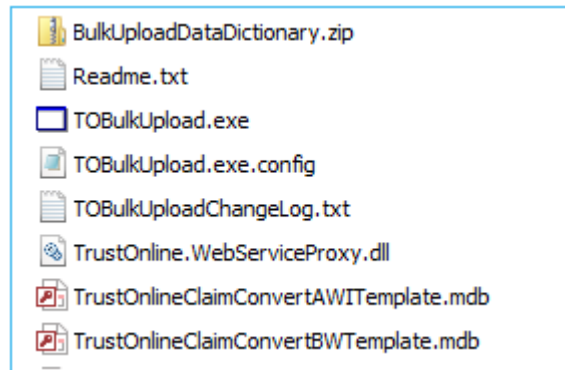 BulkUploadDataDictionary.zip
Readme.txt
TOBulkUpload.exe
TOBulkUpload.exe.config
TOBulkUploadChangeLog.txt
TrustOnline.WebServiceProxy.dll
TrustOnlineClaimConvertAWITemplate.mdb
TrustOnlineClaimConvertBWTemplate.mdb